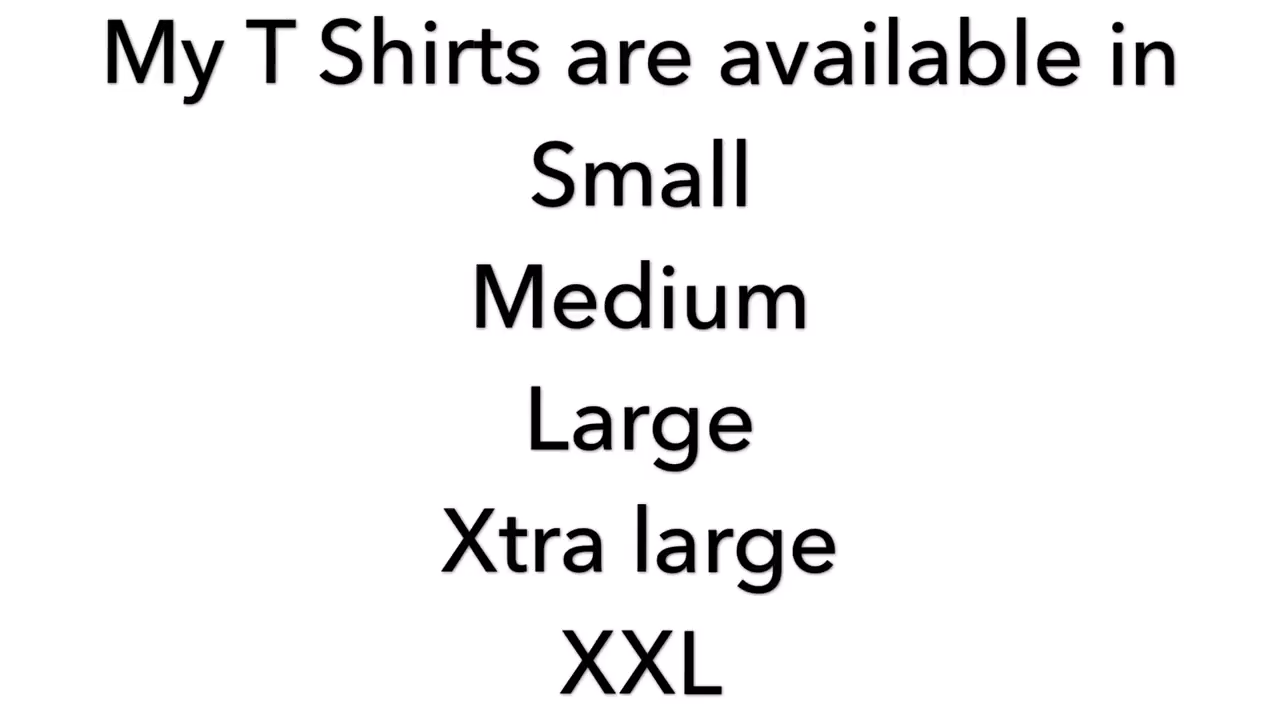 My T Shirts are available in
Small
Medium
Large
Xtra large
XXL